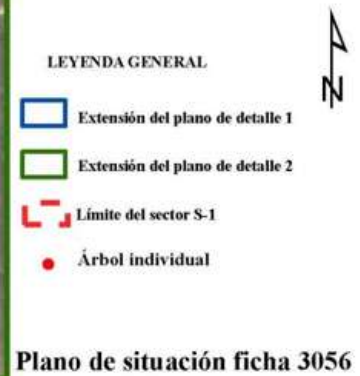 N
LEYENDA GENERAL
Extensión del plano de detalle 1
Extensión del plano de detalle 2
Límite del sector S-1
Árbol individual
Plano de situación ficha 3056